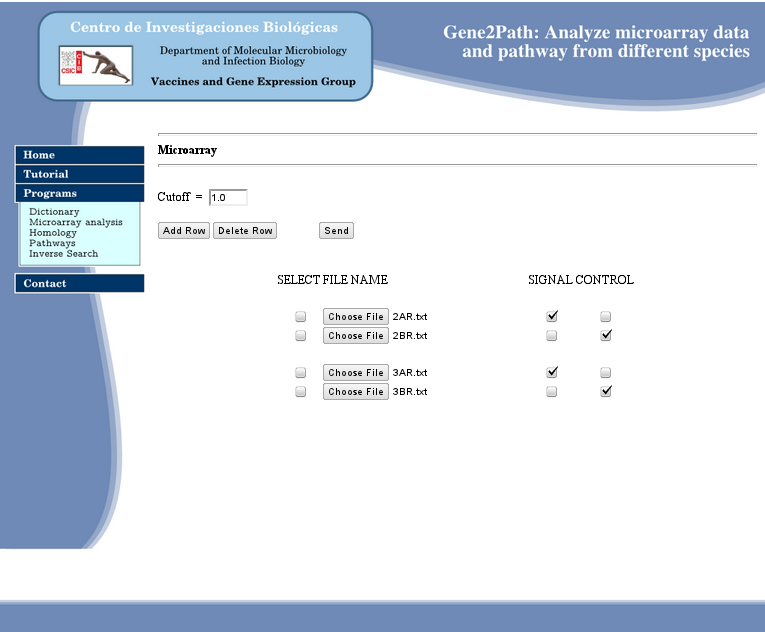 Centro de Investigaciones Biológicas
Department of Molecular Microbiology
and Infection Biology
Vaccines and Gene Expression Group
CSIC
CIB
Gene2Path: Analyze microarray data
and pathway from different species
Home
Tutorial
Programs
Dictionary
Microarray analysis
Homology
Pathways
Inverse Search
Contact
Microarray
Cutoff = 1.0
Add Row Delete Row Send
SELECT FILE NAME SIGNAL CONTROL
Choose File 2AR.txt
Choose File 2BR.txt
Choose File 3AR.txt
Choose File 3BR.txt